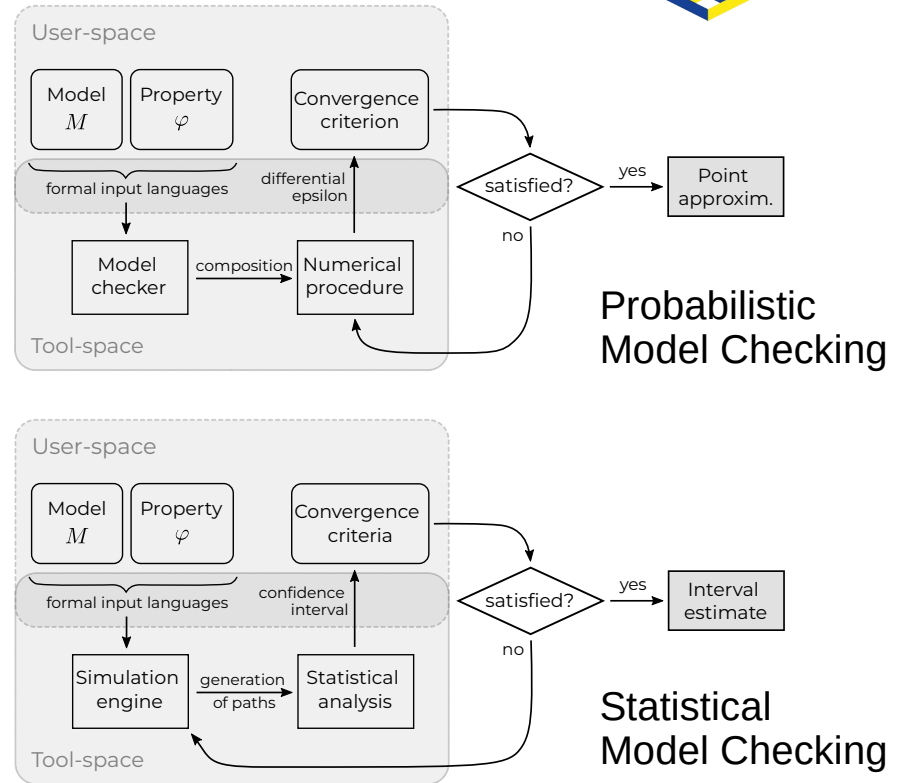 User-space
Model
M
Property
φ
Convergence
criterion
formal input languages
differential
epsilon
satisfied?
yes
Point
approxim.
no
Model
checker
composition
Numerical
procedure
Tool-space
Probabilistic
Model Checking
User-space
Model
M
Property
φ
Convergence
criteria
formal input languages
confidence
interval
satisfied?
yes
Interval
estimate
no
Simulation
engine
generation
of paths
Statistical
analysis
Tool-space
Statistical
Model Checking